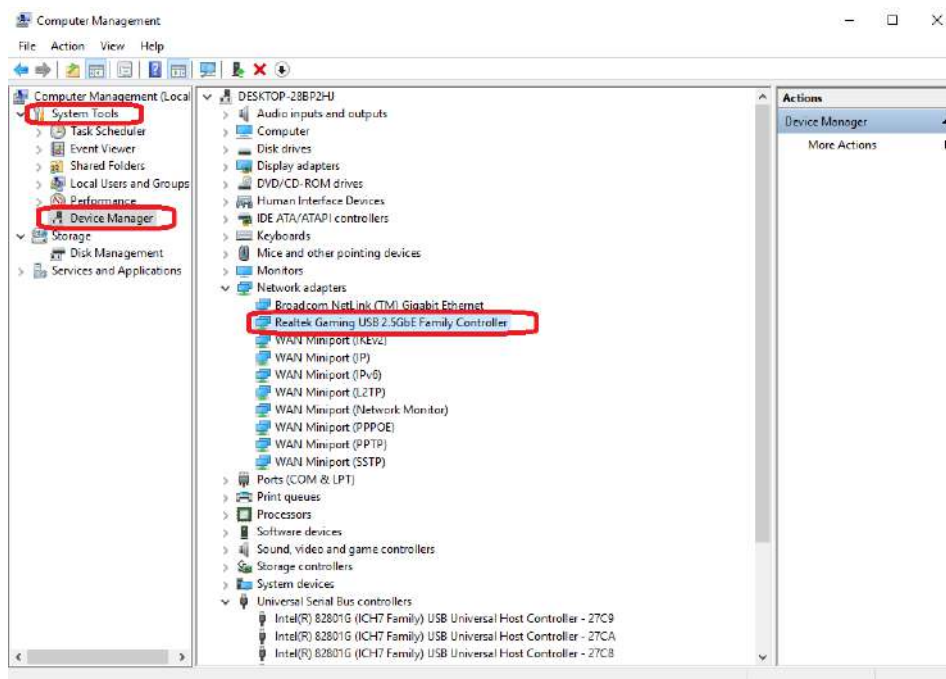 Computer Management
File Action View Help
Computer Management (Local
System Tools
Task Scheduler
Event Viewer
Shared Folders
Local Users and Groups
Performance
Device Manager
Storage
Disk Management
Services and Applications
DESKTOP-28BP2HJ
Audio inputs and outputs
Computer
Disk drives
Display adapters
DVD/CD-ROM drives
Human Interface Devices
IDE ATA/ATAPI controllers
Keyboards
Mice and other pointing devices
Monitors
Network adapters
Broadcom NetLink (TM) Gigabit Ethernet
Realtek Gaming USB 2.5GbE Family Controller
WAN Miniport (IKEv2)
WAN Miniport (IP)
WAN Miniport (IPv6)
WAN Miniport (L2TP)
WAN Miniport (Network Monitor)
WAN Miniport (PPPOE)
WAN Miniport (PPTP)
WAN Miniport (SSTP)
Ports (COM & LPT)
Print queues
Processors
Software devices
Sound, video and game controllers
Storage controllers
System devices
Universal Serial Bus controllers
Intel(R) 82801G (ICH7 Family) USB Universal Host Controller - 27C9
Intel(R) 82801G (ICH7 Family) USB Universal Host Controller - 27CA
Intel(R) 82801G (ICH7 Family) USB Universal Host Controller - 27C8
Actions
Device Manager
More Actions